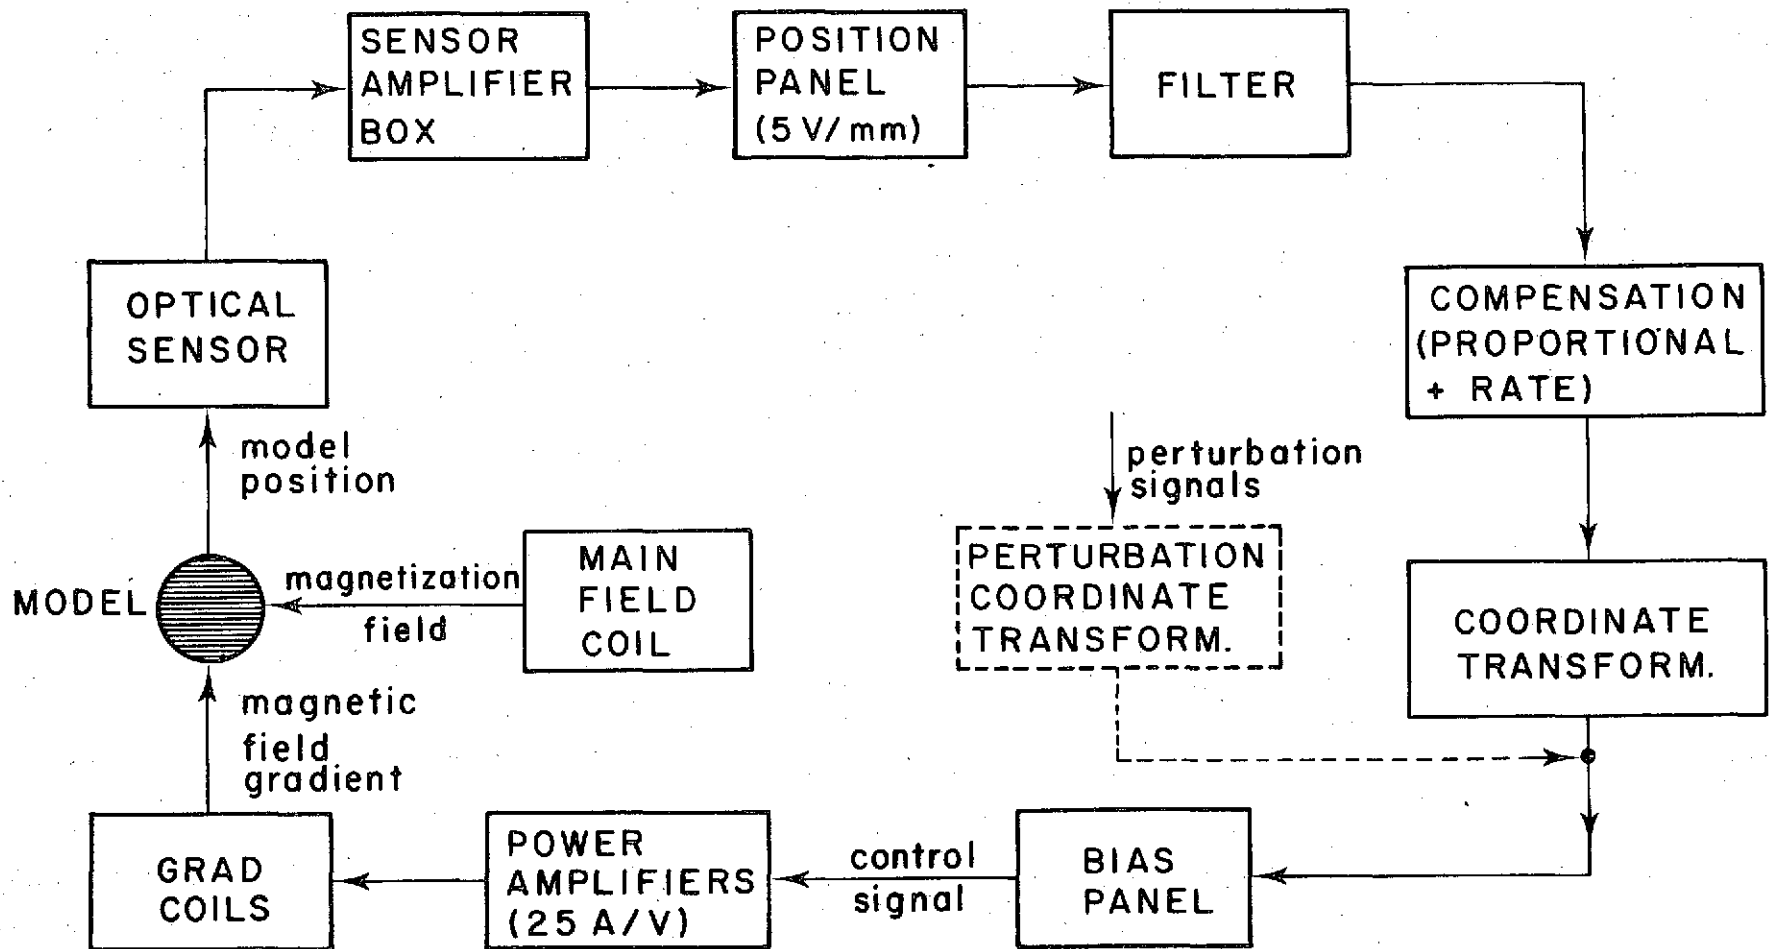 SENSOR
AMPLIFIER
BOX
POSITION
PANEL
(5 V/mm)
FILTER
OPTICAL
SENSOR
COMPENSATION
(PROPORTIONAL
+ RATE)
model
position
perturbation
signals
MODEL
magnetization
field
MAIN
FIELD
COIL
PERTURBATION
COORDINATE
TRANSFORM.
COORDINATE
TRANSFORM.
magnetic
field
gradient
GRAD
COILS
POWER
AMPLIFIERS
(25 A/V)
control
signal
BIAS
PANEL